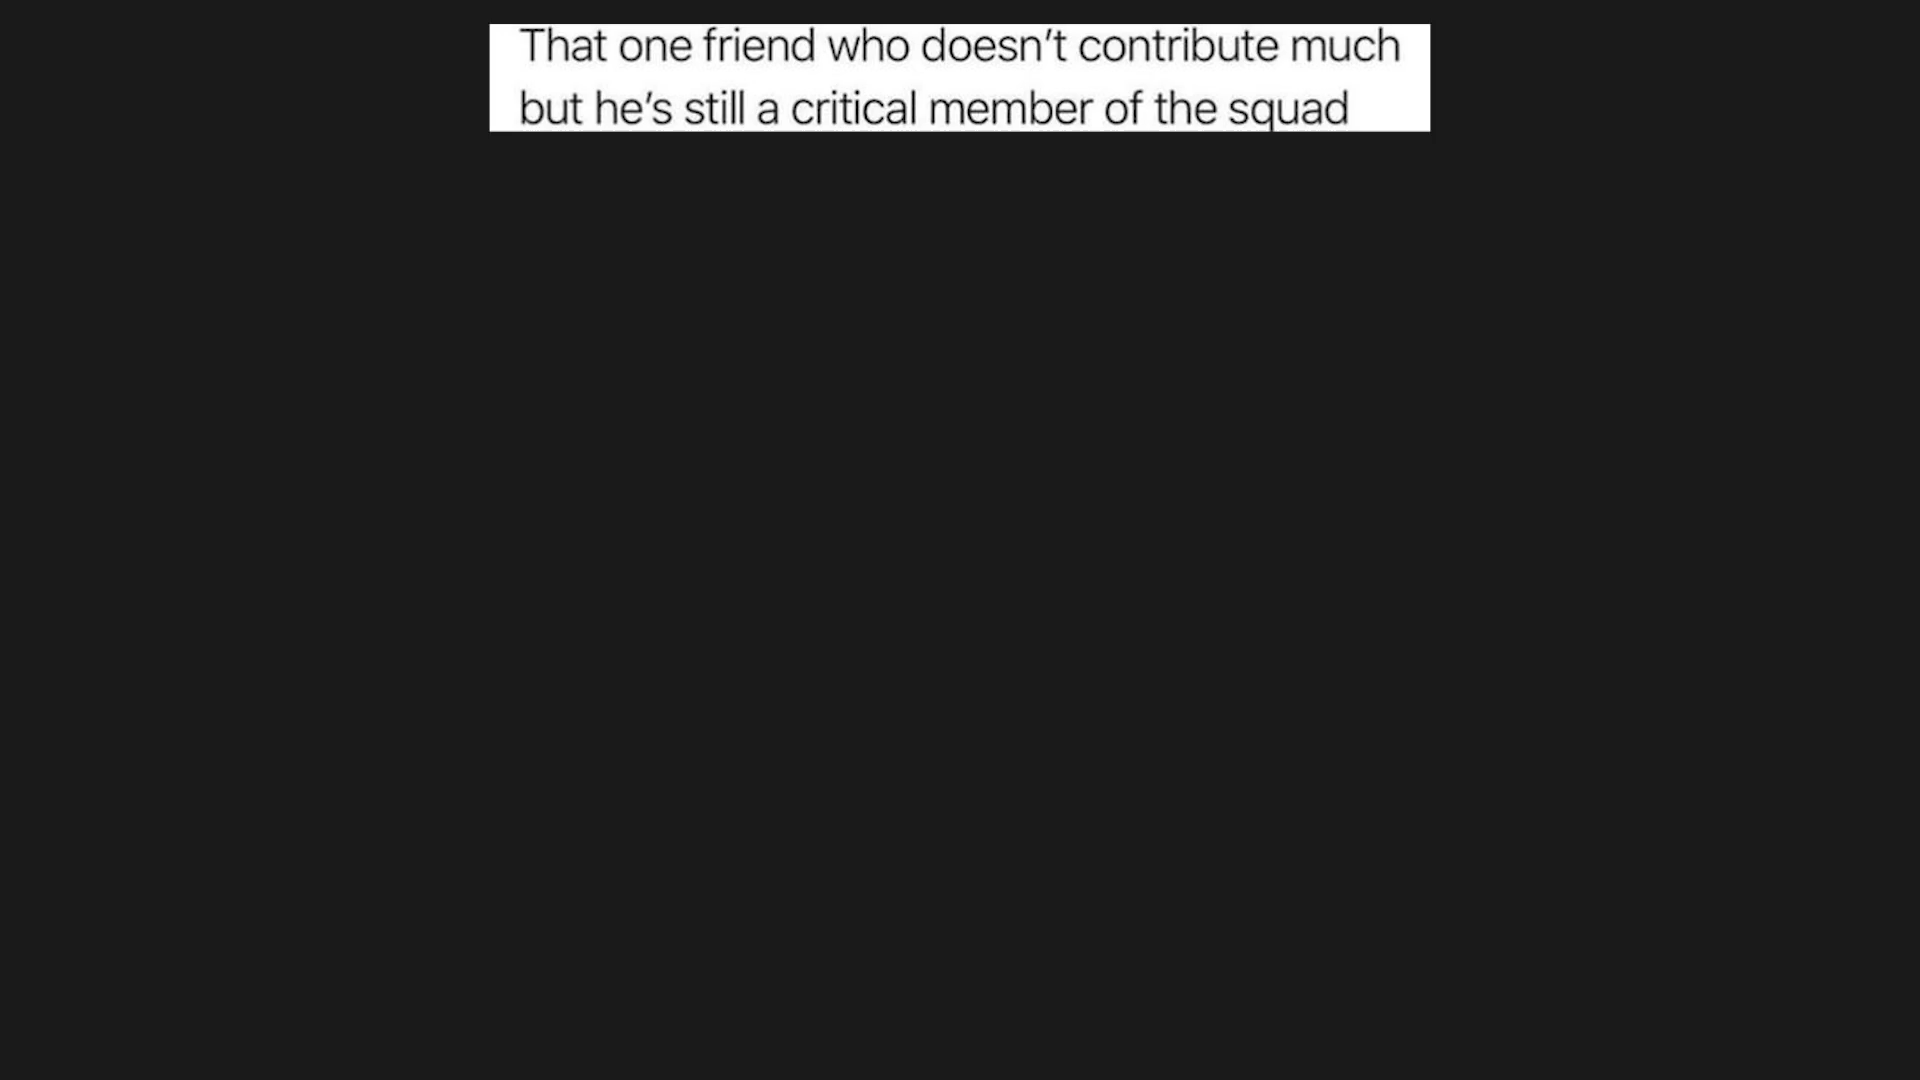 That one friend who doesn’t contribute much
but he’s still a critical member of the squad